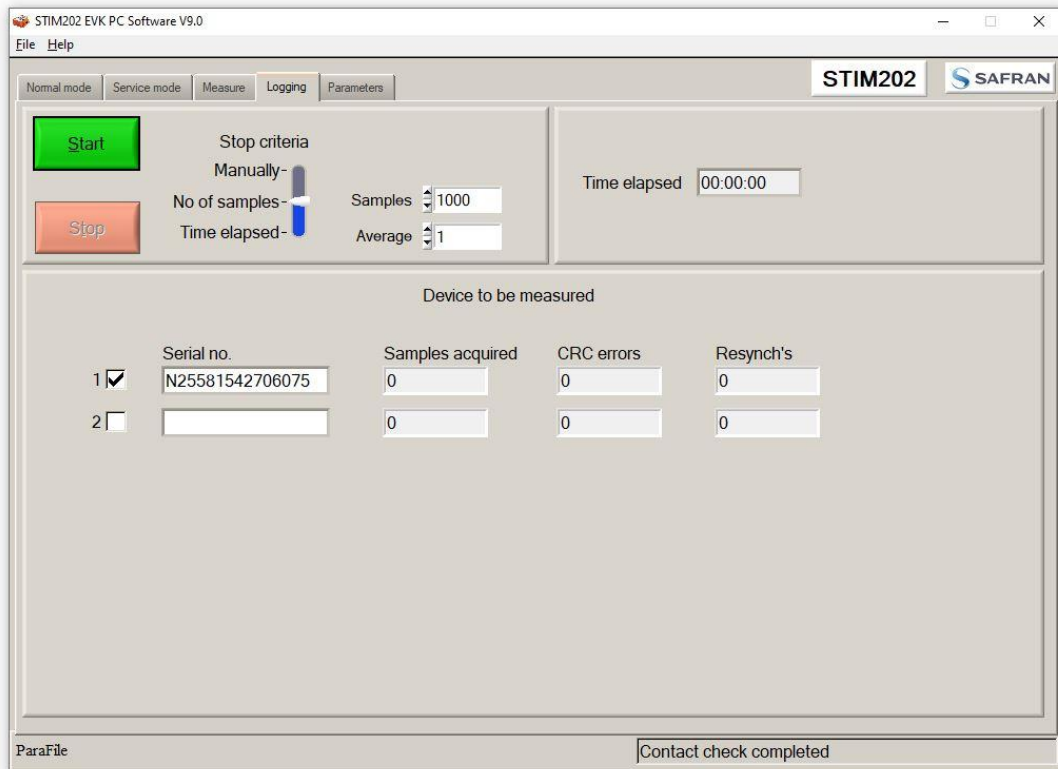 STIM202 EVK PC Software V9.0
File Help
Normal mode Service mode Measure Logging Parameters
STIM202 SAFRAN
Start
Stop
Stop criteria
Manually-
No of samples-
Time elapsed-
Samples 1000
Average 1
Time elapsed 00:00:00
Device to be measured
Serial no. Samples acquired CRC errors Resynch's
1 N25581542706075 0 0 0
2 0 0 0
ParaFile Contact check completed